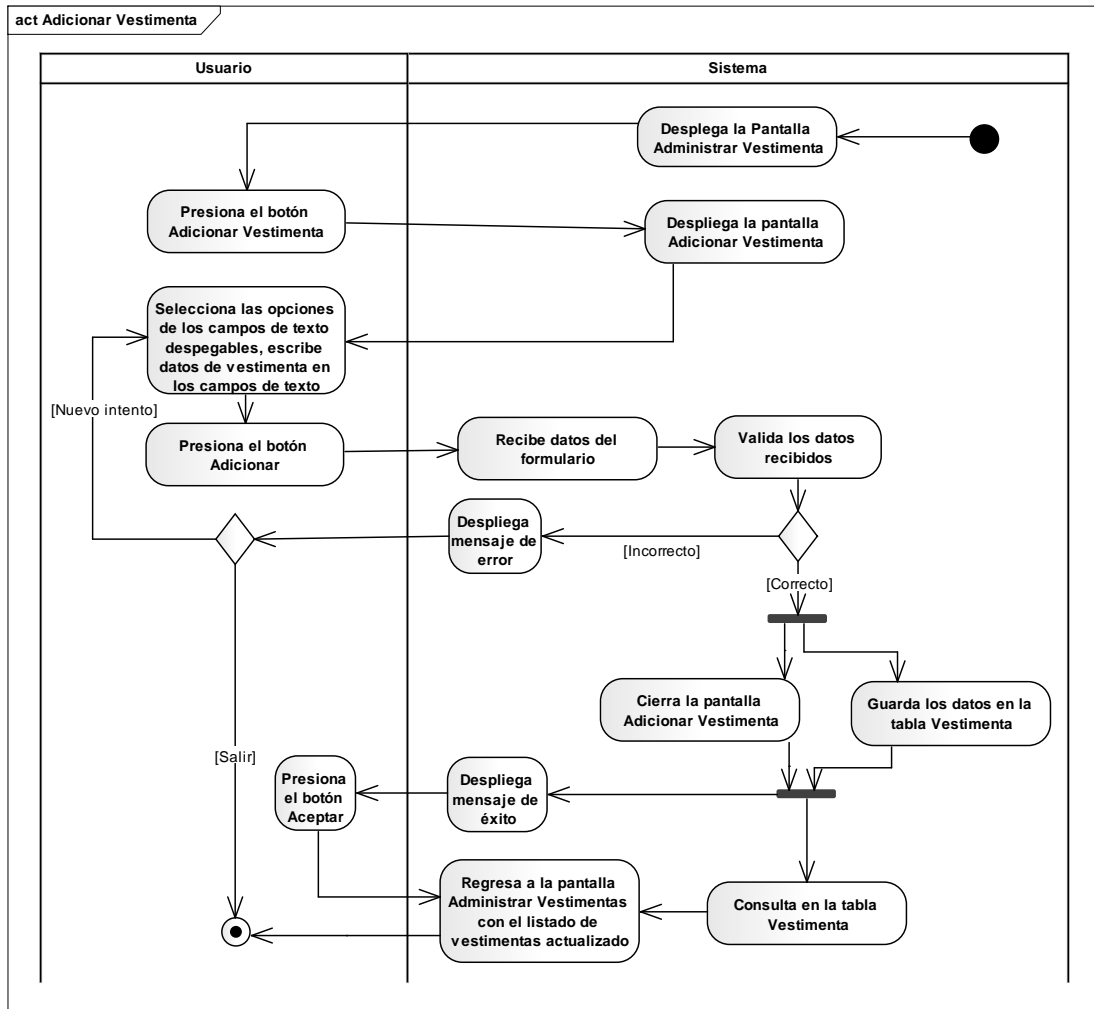 act Adicionar Vestimenta
Usuario
Sistema
Desplega la Pantalla
Administrar Vestimenta
Presiona el botón
Adicionar Vestimenta
Despliega la pantalla
Adicionar Vestimenta
Selecciona las opciones
de los campos de texto
despegables, escribe
datos de vestimenta en
los campos de texto
[Nuevo intento]
Presiona el botón
Adicionar
Recibe datos del
formulario
Valida los datos
recibidos
Despliega
mensaje de
error
[Incorrecto]
[Correcto]
Cierra la pantalla
Adicionar Vestimenta
Guarda los datos en la
tabla Vestimenta
[Salir]
Presiona
el botón
Aceptar
Despliega
mensaje de
éxito
Regresa a la pantalla
Administrar Vestimentas
con el listado de
vestimentas actualizado
Consulta en la tabla
Vestimenta